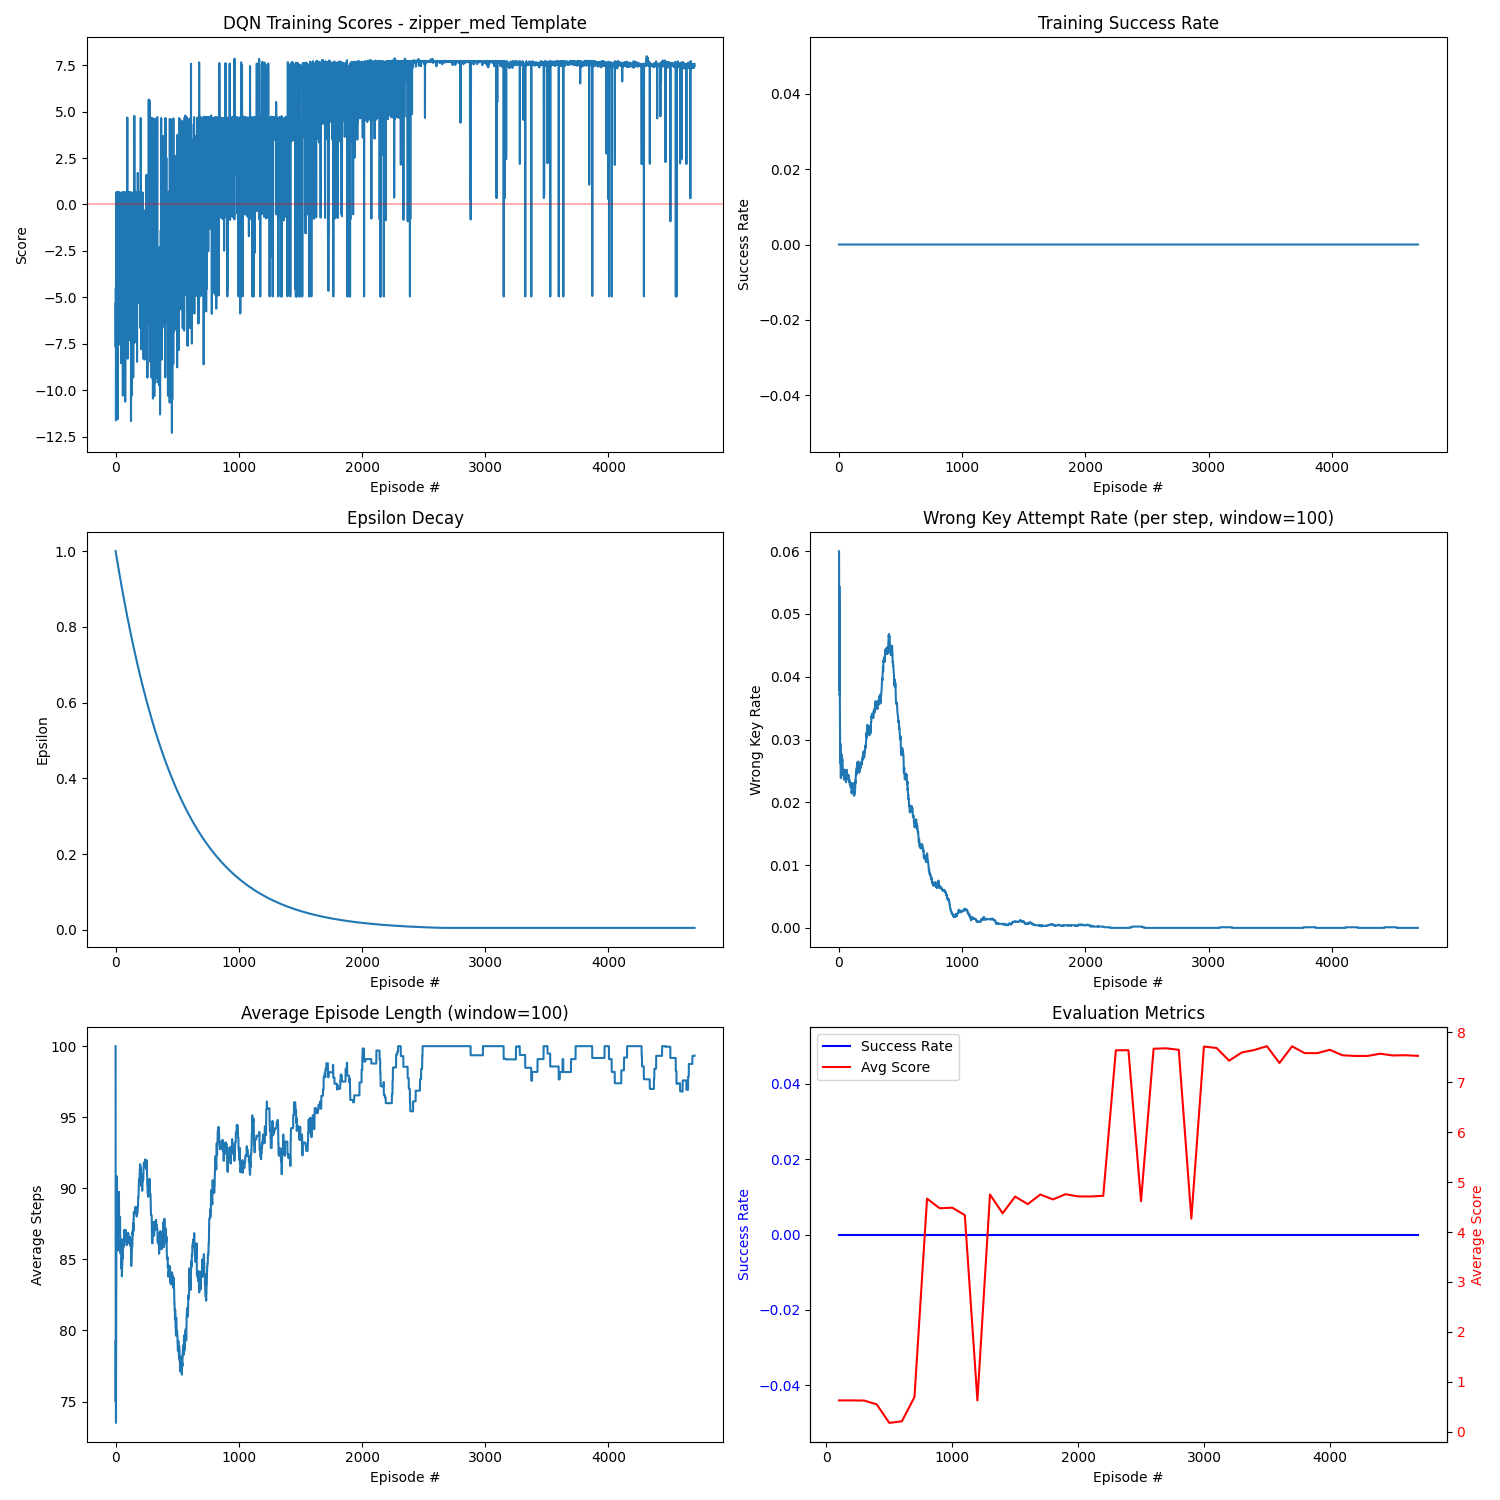 DQN Training Scores - zipper_med Template
7.5
5.0
2.5
0.0
−2.5
−5.0
−7.5
−10.0
−12.5
Score
0 1000 2000 3000 4000
Episode #
Training Success Rate
0.04
0.02
0.00
−0.02
−0.04
Success Rate
0 1000 2000 3000 4000
Episode #
Epsilon Decay
1.0
0.8
0.6
0.4
0.2
0.0
Epsilon
0 1000 2000 3000 4000
Episode #
Wrong Key Attempt Rate (per step, window=100)
0.06
0.05
0.04
0.03
0.02
0.01
0.00
Wrong Key Rate
0 1000 2000 3000 4000
Episode #
Average Episode Length (window=100)
100
95
90
85
80
75
Average Steps
0 1000 2000 3000 4000
Episode #
Evaluation Metrics
Success Rate
Avg Score
0.04
0.02
0.00
−0.02
−0.04
Success Rate
8
7
6
5
4
3
2
1
0
Average Score
0 1000 2000 3000 4000
Episode #